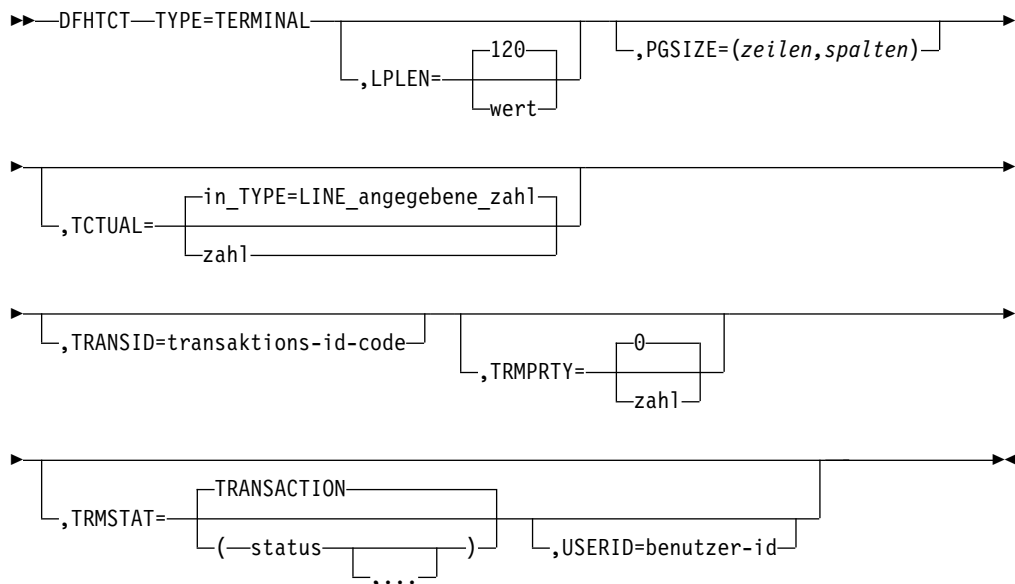 DFHTCT TYPE=TERMINAL
,LPLEN=
120
wert
,PGSIZE=(zeilen,spalten)
,TCTUAL=
in_TYPE=LINE_angegebene_zahl
zahl
,TRANSID=transaktions-id-code
,TRMPRTY=
0
zahl
,TRMSTAT=
TRANSACTION
( status )
,...
,USERID=benutzer-id